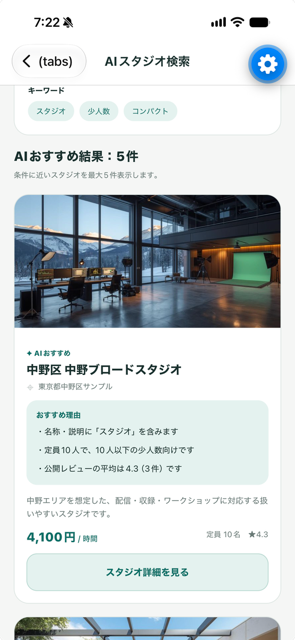 7:22
(tabs)
AIスタジオ検索
キーワード
スタジオ
少人数
コンパクト
AIおすすめ結果：5件
条件に近いスタジオを最大5件表示します。
AIおすすめ
中野区 中野ブロードスタジオ
東京都中野区サンプル
おすすめ理由
・名称・説明に「スタジオ」を含みます
・定員10人で、10人以下の少人数向けです
・公開レビューの平均は4.3（3件）です
中野エリアを想定した、配信・収録・ワークショップに対応する扱
いやすいスタジオです。
4,100円 / 時間
定員 10名 ★4.3
スタジオ詳細を見る